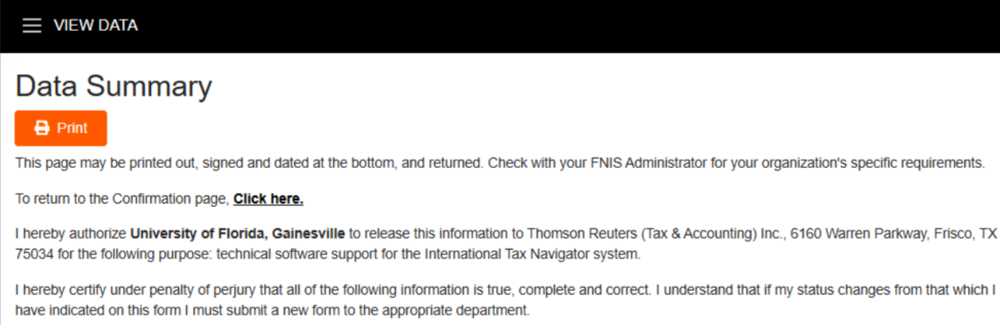 VIEW DATA
Data Summary
Print
This page may be printed out, signed and dated at the bottom, and returned. Check with your FNIS Administrator for your organization's specific requirements.
To return to the Confirmation page, Click here.
I hereby authorize University of Florida, Gainesville to release this information to Thomson Reuters (Tax & Accounting) Inc., 6160 Warren Parkway, Frisco, TX
75034 for the following purpose: technical software support for the International Tax Navigator system.
I hereby certify under penalty of perjury that all of the following information is true, complete and correct. I understand that if my status changes from that which I
have indicated on this form I must submit a new form to the appropriate department.